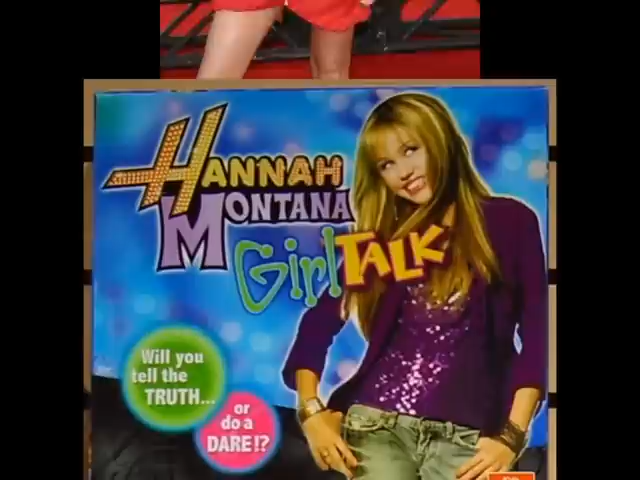 HANNAH
MONTANA
Girl TALK
Will you
tell the
TRUTH...
or
do a
DARE!?